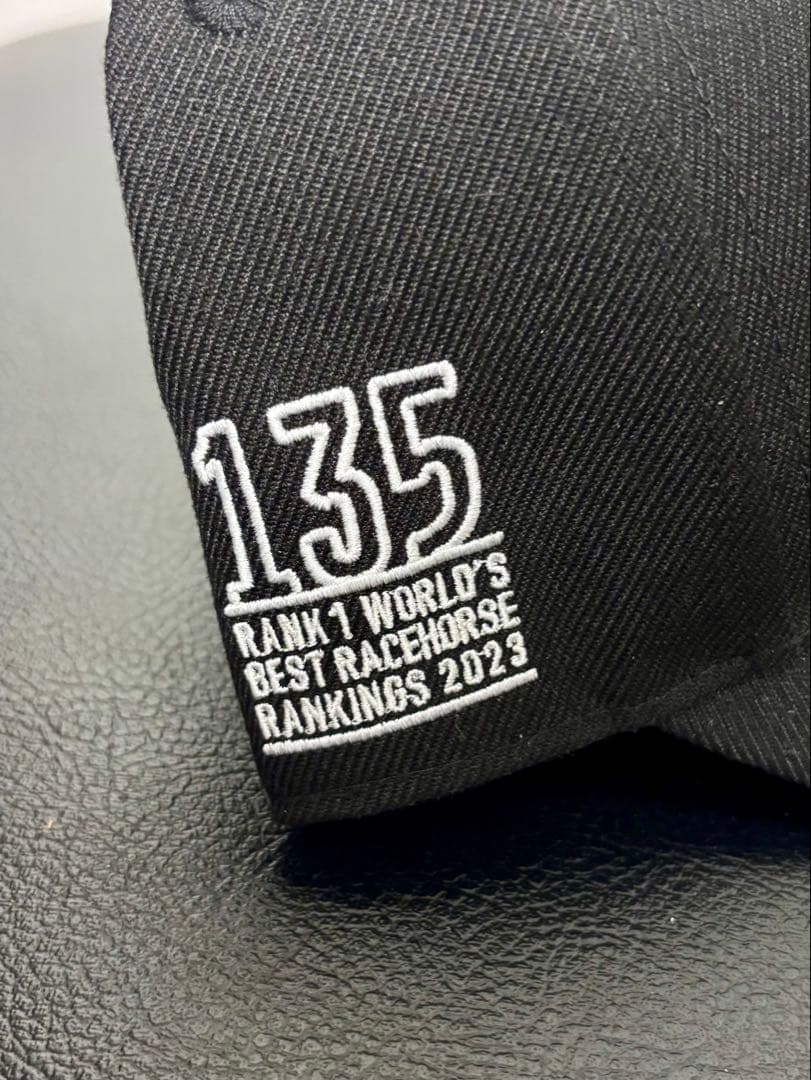 135
RANK 1 WORLD'S
BEST RACEHORSE
RANKINGS 2023